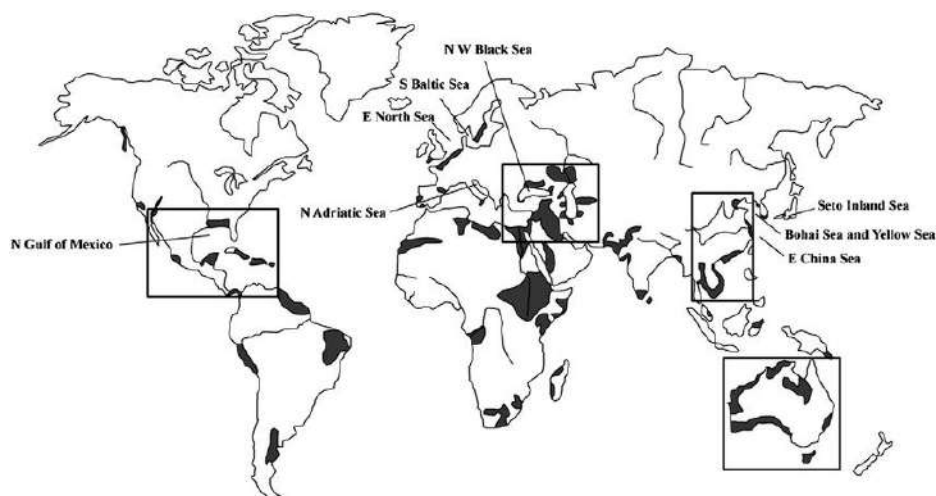 N W Black Sea
S Baltic Sea
E North Sea
N Adriatic Sea
N Gulf of Mexico
Seto Inland Sea
Bohai Sea and Yellow Sea
E China Sea